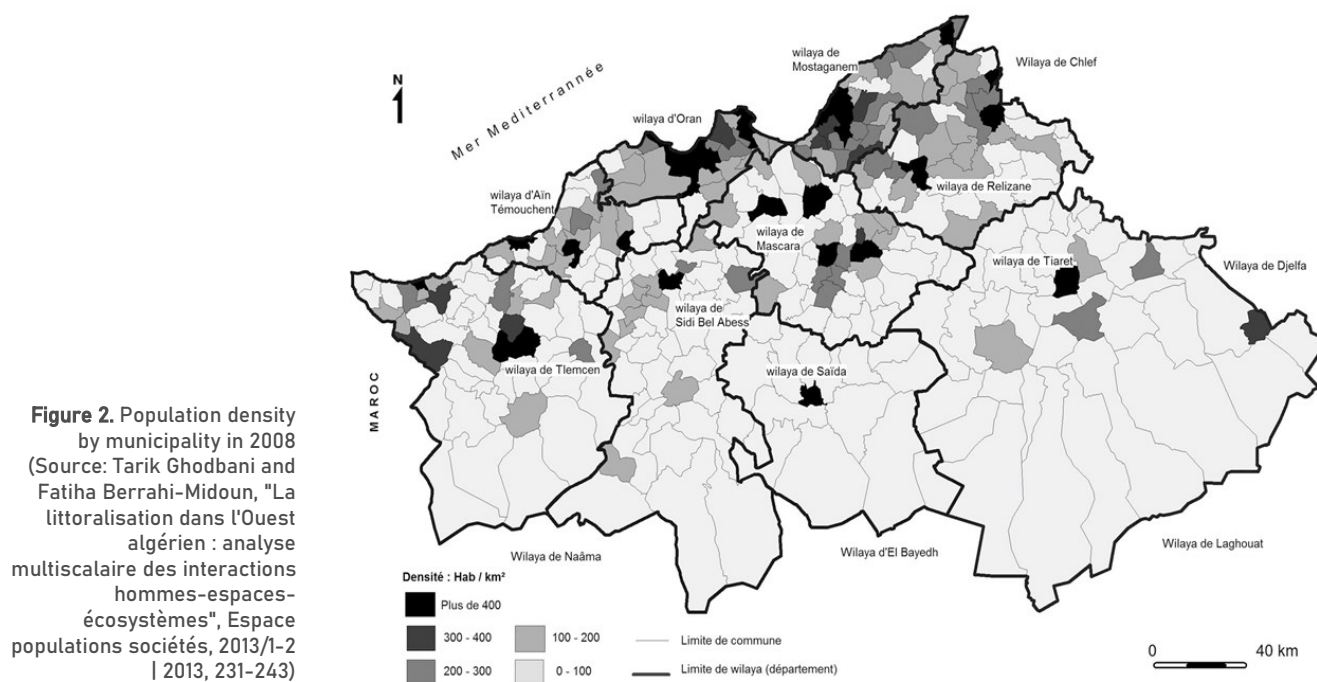 Figure 2. Population density
by municipality in 2008
(Source: Tarik Ghodbani and
Fatiha Berrahi-Midoun, "La
littoralisation dans l'Ouest
algérien : analyse
multiscalaire des interactions
hommes-espaces-
écosystèmes", Espace
populations sociétés, 2013/1-2
| 2013, 231-243)
N
Mer Mediterrannée
wilaya de
Mostaganem
Wilaya de Chlef
wilaya d'Oran
wilaya d'Aïn
Témouchent
wilaya de Relizane
wilaya de
Mascara
wilaya de Tiaret
Wilaya de Djelfa
wilaya de
Sidi Bel Abess
wilaya de Tlemcen
wilaya de Saïda
MAROC
Wilaya de Naâma
Wilaya d'El Bayedh
Wilaya de Laghouat
Densité : Hab / km²
Plus de 400
300 - 400
100 - 200
Limite de commune
200 - 300
0 - 100
Limite de wilaya (département)
0 40 km